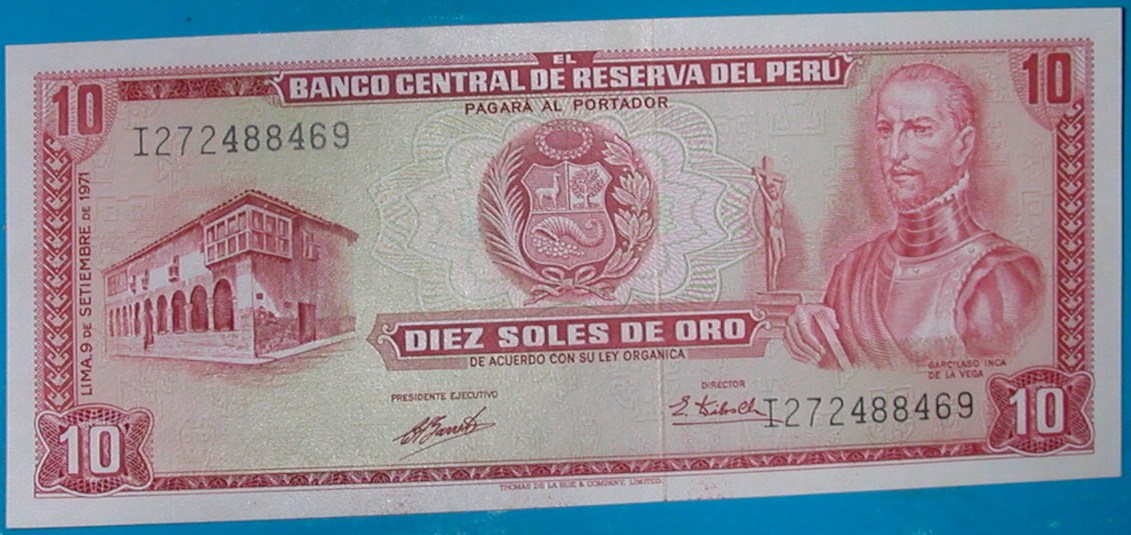 10
EL
BANCO CENTRAL DE RESERVA DEL PERÚ
10
PAGARÁ AL PORTADOR
I272488469
LIMA, 9 DE SETIEMBRE DE 1971
DIEZ SOLES DE ORO
DE ACUERDO CON SU LEY ORGANICA
GARCILASO INCA
DE LA VEGA
PRESIDENTE EJECUTIVO
DIRECTOR
I272488469
10
10
THOMAS DE LA RUE & COMPANY, LIMITED.